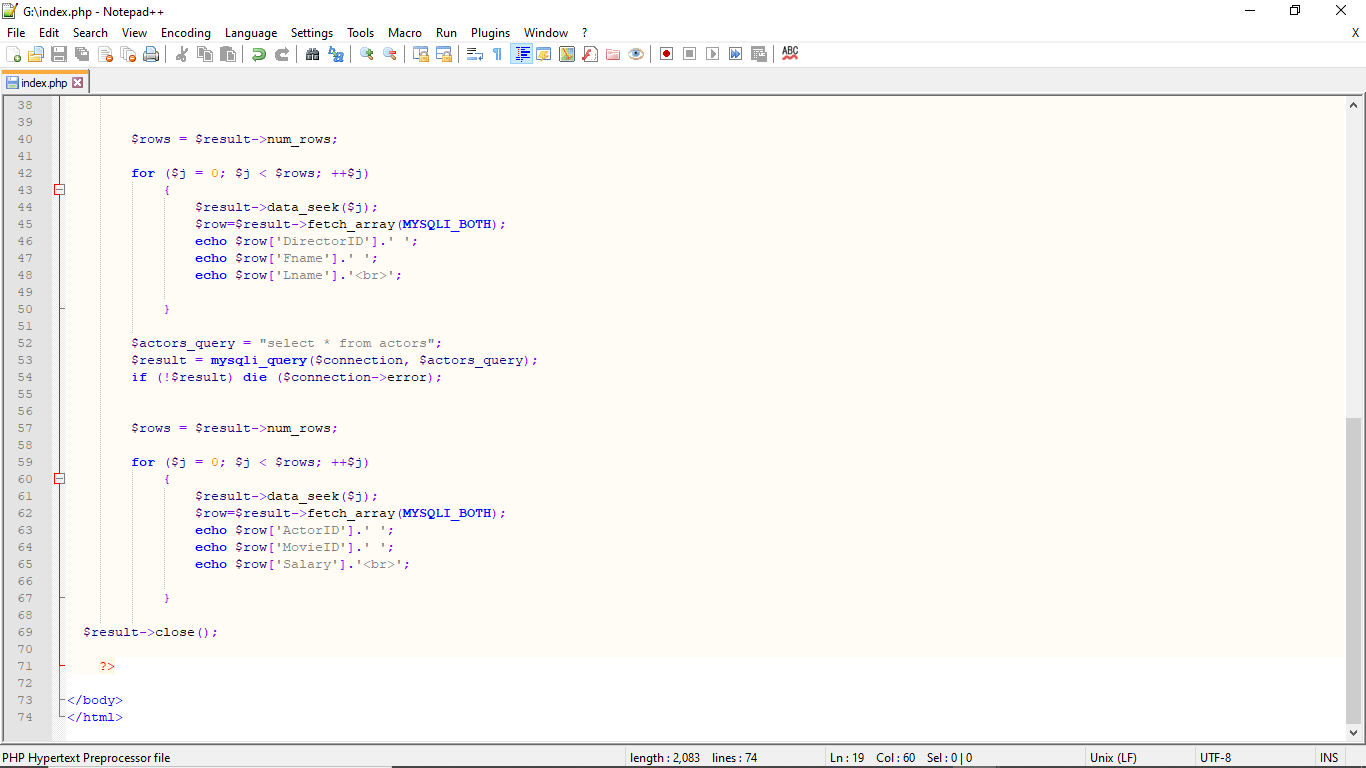 G:\index.php - Notepad++
File Edit Search View Encoding Language Settings Tools Macro Run Plugins Window ? X
index.php
38
39
40 $rows = $result->num_rows;
41
42 for ($j = 0; $j < $rows; ++$j)
43 {
44 $result->data_seek($j);
45 $row=$result->fetch_array(MYSQLI_BOTH);
46 echo $row['DirectorID'].' ';
47 echo $row['Fname'].' ';
48 echo $row['Lname'].'<br>';
49
50 }
51
52 $actors_query = "select * from actors";
53 $result = mysqli_query($connection, $actors_query);
54 if (!$result) die ($connection->error);
55
56
57 $rows = $result->num_rows;
58
59 for ($j = 0; $j < $rows; ++$j)
60 {
61 $result->data_seek($j);
62 $row=$result->fetch_array(MYSQLI_BOTH);
63 echo $row['ActorID'].' ';
64 echo $row['MovieID'].' ';
65 echo $row['Salary'].'<br>';
66
67 }
68
69 $result->close();
70
71 ?>
72
73 </body>
74 </html>
PHP Hypertext Preprocessor file length : 2,083 lines : 74 Ln : 19 Col : 60 Sel : 0 | 0 Unix (LF) UTF-8 INS